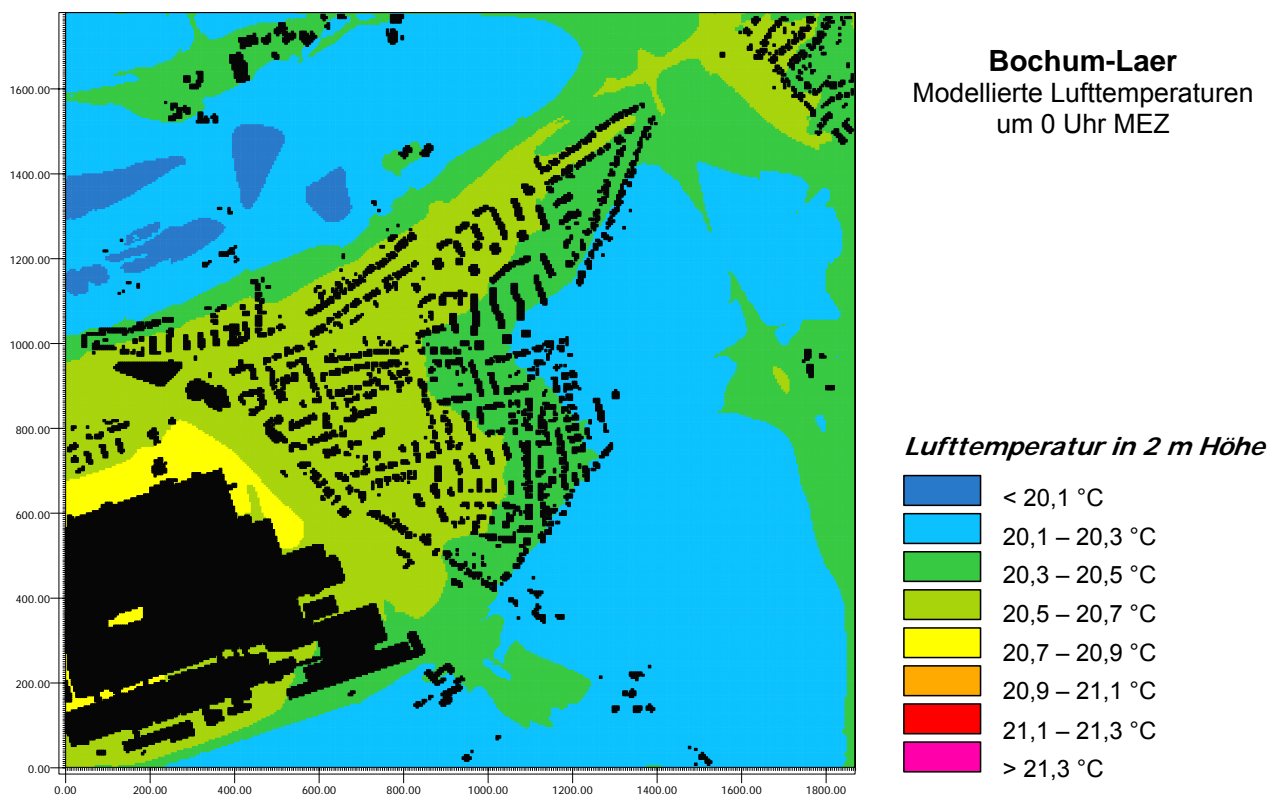 Bochum-Laer
Modellierte Lufttemperaturen
um 0 Uhr MEZ
1600.00
1400.00
1200.00
1000.00
800.00
600.00
400.00
200.00
0.00
0.00 200.00 400.00 600.00 800.00 1000.00 1200.00 1400.00 1600.00 1800.00
Lufttemperatur in 2 m Höhe
< 20,1 °C
20,1 – 20,3 °C
20,3 – 20,5 °C
20,5 – 20,7 °C
20,7 – 20,9 °C
20,9 – 21,1 °C
21,1 – 21,3 °C
> 21,3 °C